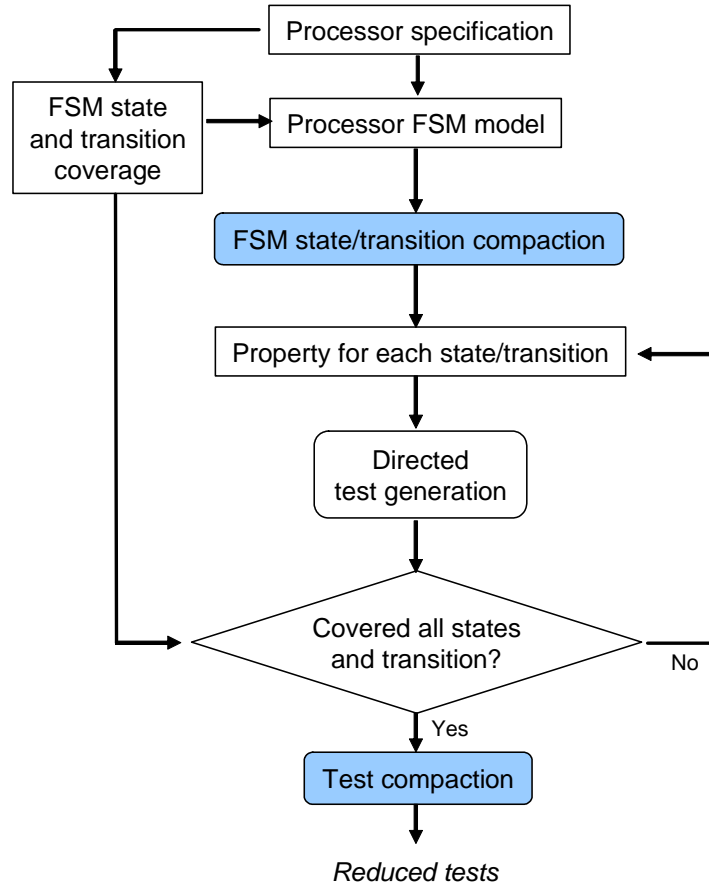 Processor specification
FSM state
and transition
coverage
Processor FSM model
FSM state/transition compaction
Property for each state/transition
Directed
test generation
Covered all states
and transition?
No
Yes
Test compaction
Reduced tests